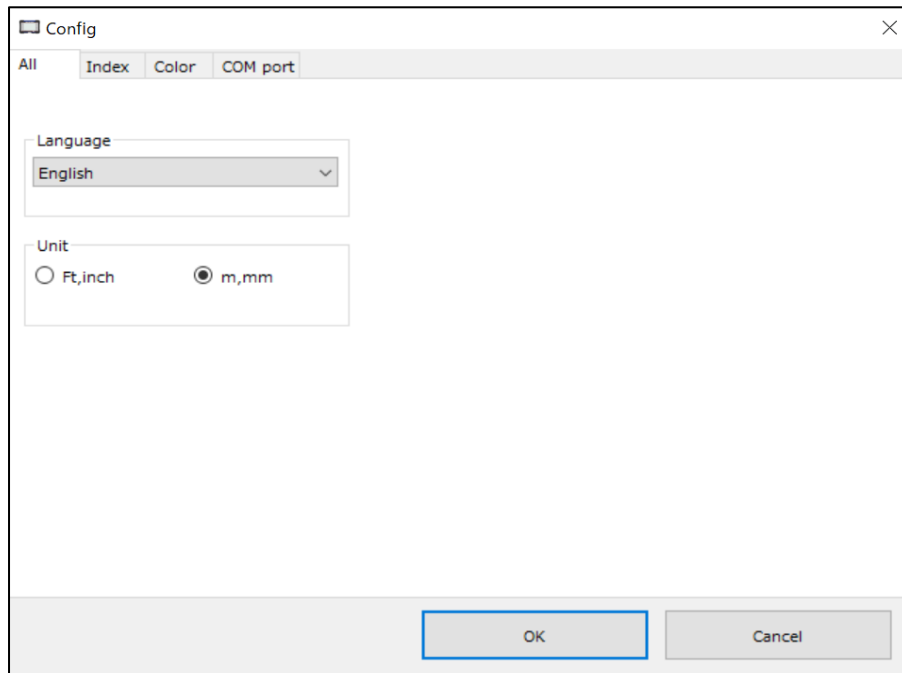 Config
All Index Color COM port
Language
English
Unit
Ft,inch m,mm
OK Cancel